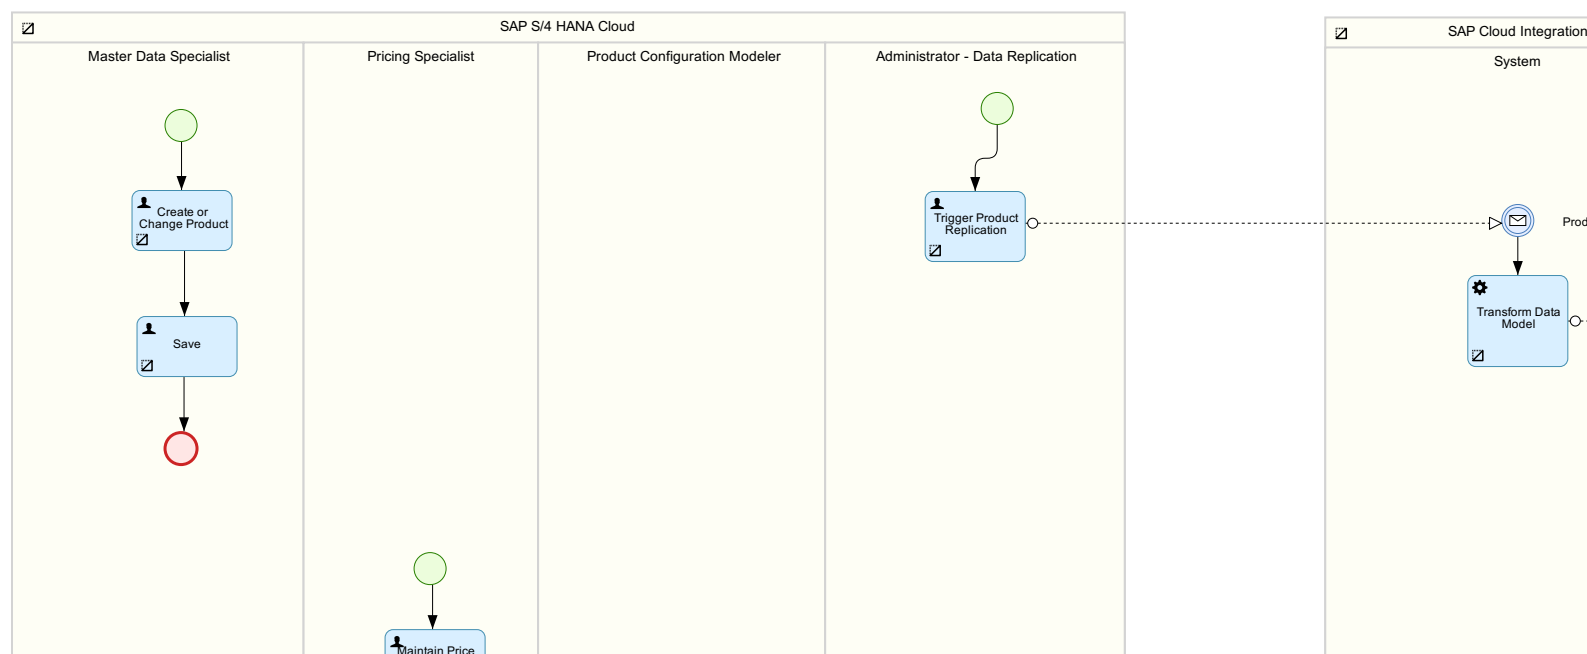 SAP S/4 HANA Cloud
SAP Cloud Integration
Master Data Specialist
Pricing Specialist
Product Configuration Modeler
Administrator - Data Replication
System
Create or
Change Product
Trigger Product
Replication
Prod
Transform Data
Model
Save
Maintain Price